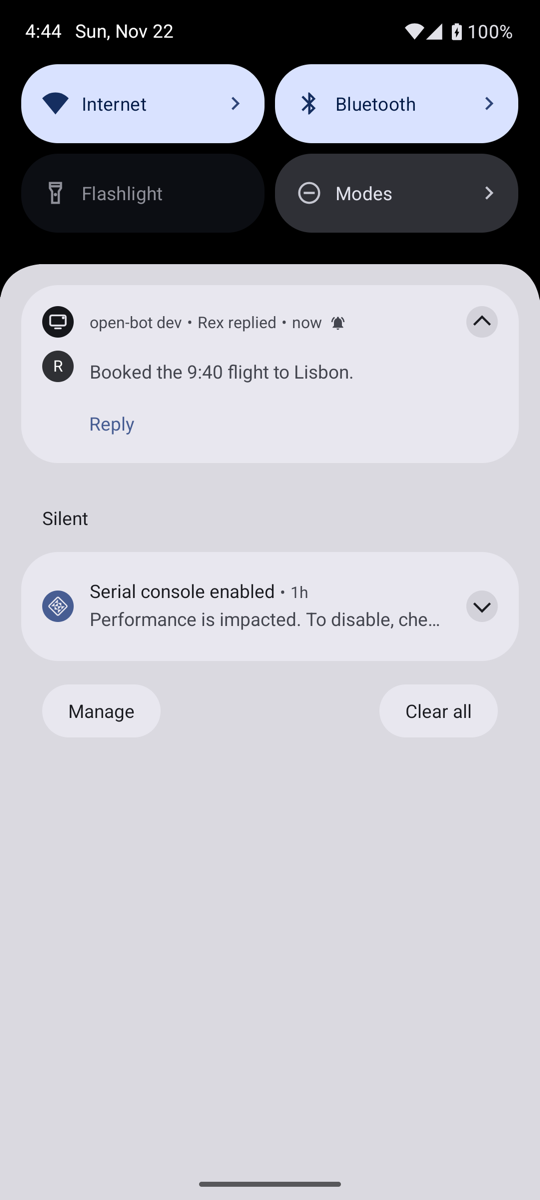 4:44 Sun, Nov 22 100%
Internet
Bluetooth
Flashlight
Modes
open-bot dev • Rex replied • now
R
Booked the 9:40 flight to Lisbon.
Reply
Silent
Serial console enabled • 1h
Performance is impacted. To disable, che…
Manage
Clear all